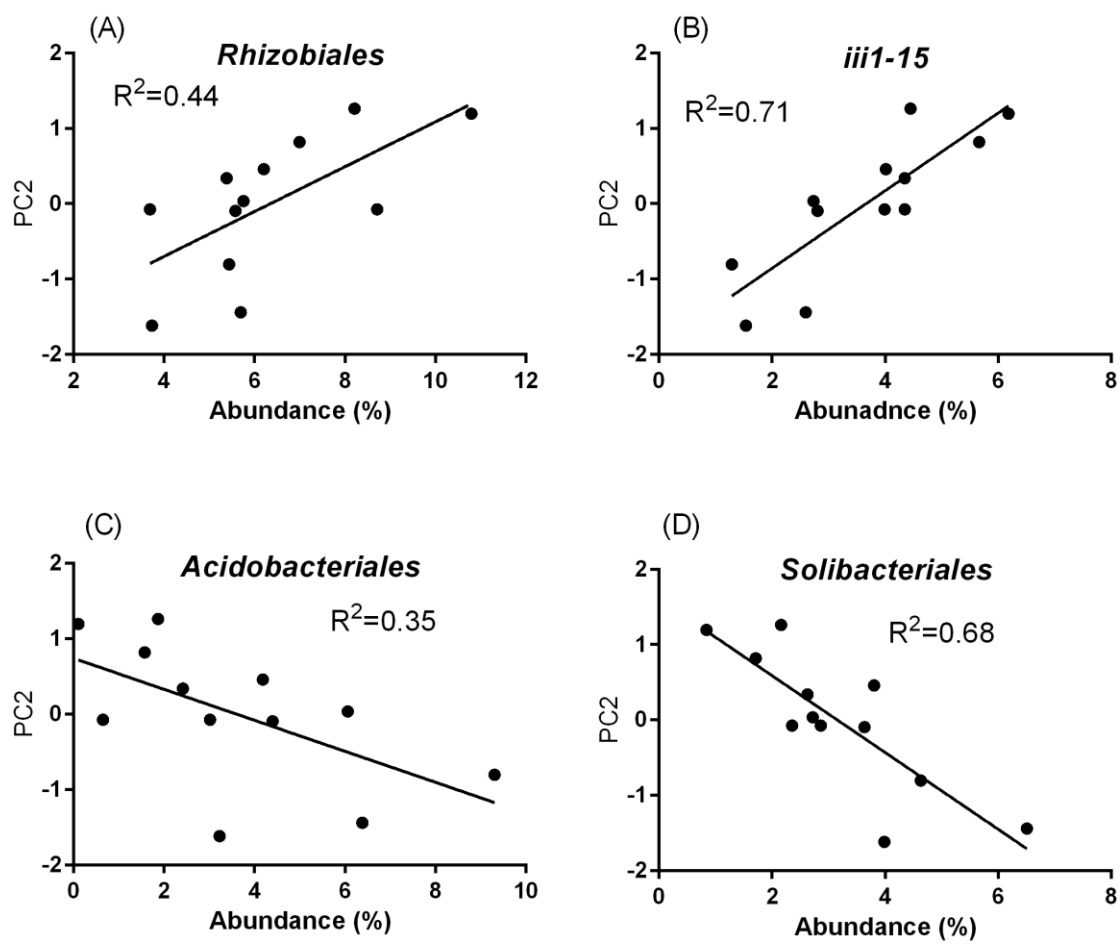 (A)
Rhizobiales
R²=0.44
2
1
0
-1
-2
PC2
2 4 6 8 10 12
Abundance (%)
(B)
iii1-15
R²=0.71
2
1
0
-1
-2
PC2
0 2 4 6 8
Abunadnce (%)
(C)
Acidobacteriales
R²=0.35
2
1
0
-1
-2
PC2
0 2 4 6 8 10
Abundance (%)
(D)
Solibacteriales
R²=0.68
2
1
0
-1
-2
PC2
0 2 4 6 8
Abundance (%)